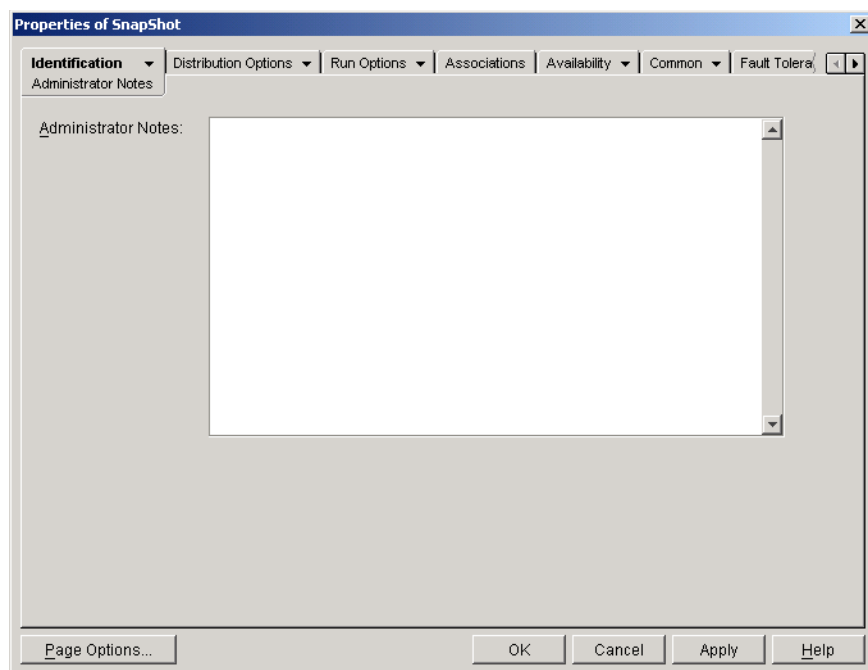 Properties of SnapShot
Identification Distribution Options Run Options Associations Availability Common Fault Tolera
Administrator Notes
Administrator Notes:
Page Options... OK Cancel Apply Help